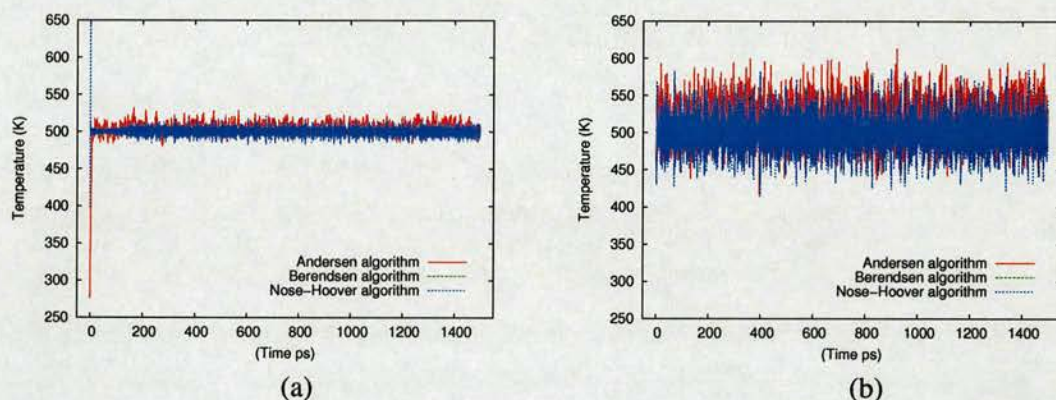 650
600
550
500
450
400
350
300
250
Temperature (K)
Andersen algorithm
Berendsen algorithm
Nose-Hoover algorithm
0 200 400 600 800 1000 1200 1400
(Time ps)
(a)
650
600
550
500
450
400
350
300
250
Temperature (K)
Andersen algorithm
Berendsen algorithm
Nose-Hoover algorithm
0 200 400 600 800 1000 1200 1400
(Time ps)
(b)